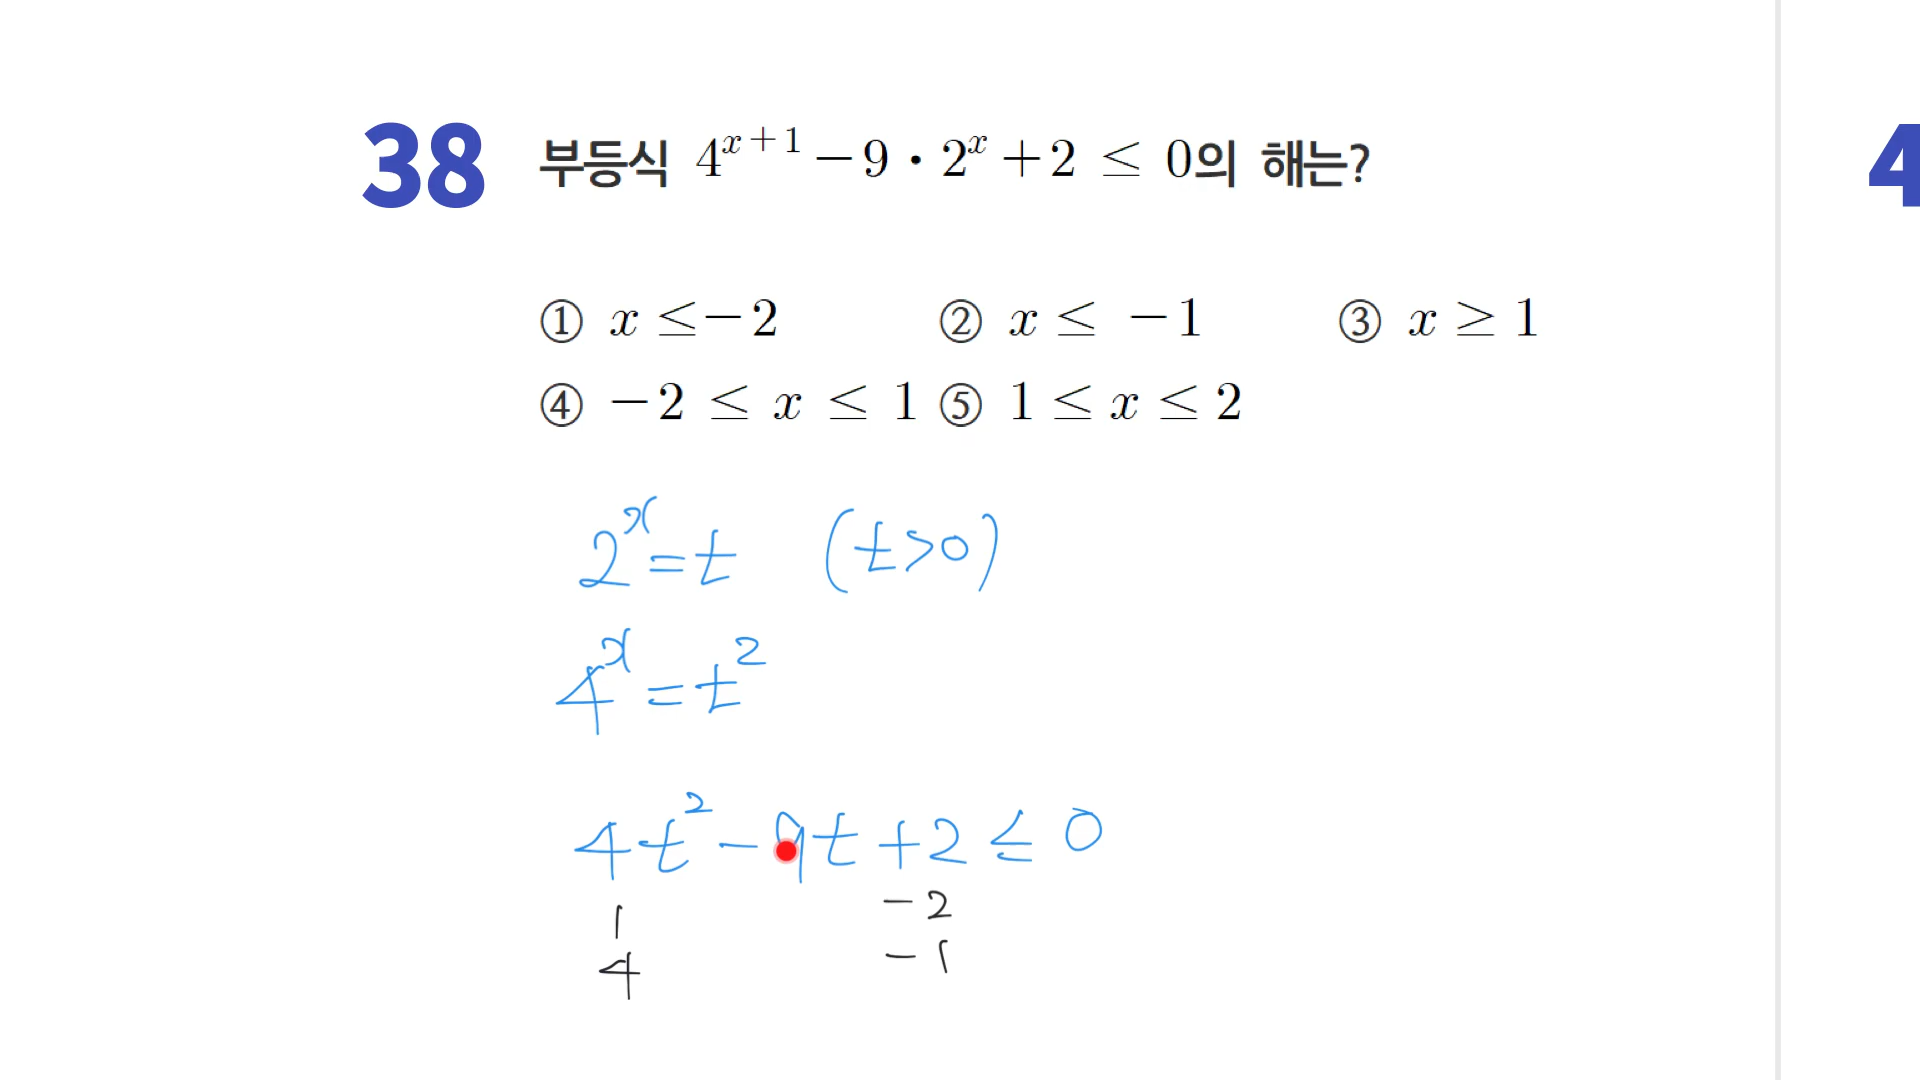 38 부등식 4^{x+1} − 9 · 2^x + 2 ≤ 0의 해는?
① x ≤ −2 ② x ≤ −1 ③ x ≥ 1
④ −2 ≤ x ≤ 1 ⑤ 1 ≤ x ≤ 2
2^x = t (t > 0)
4^x = t^2
4t^2 − 9t + 2 ≤ 0
1 −2
4 −1
4